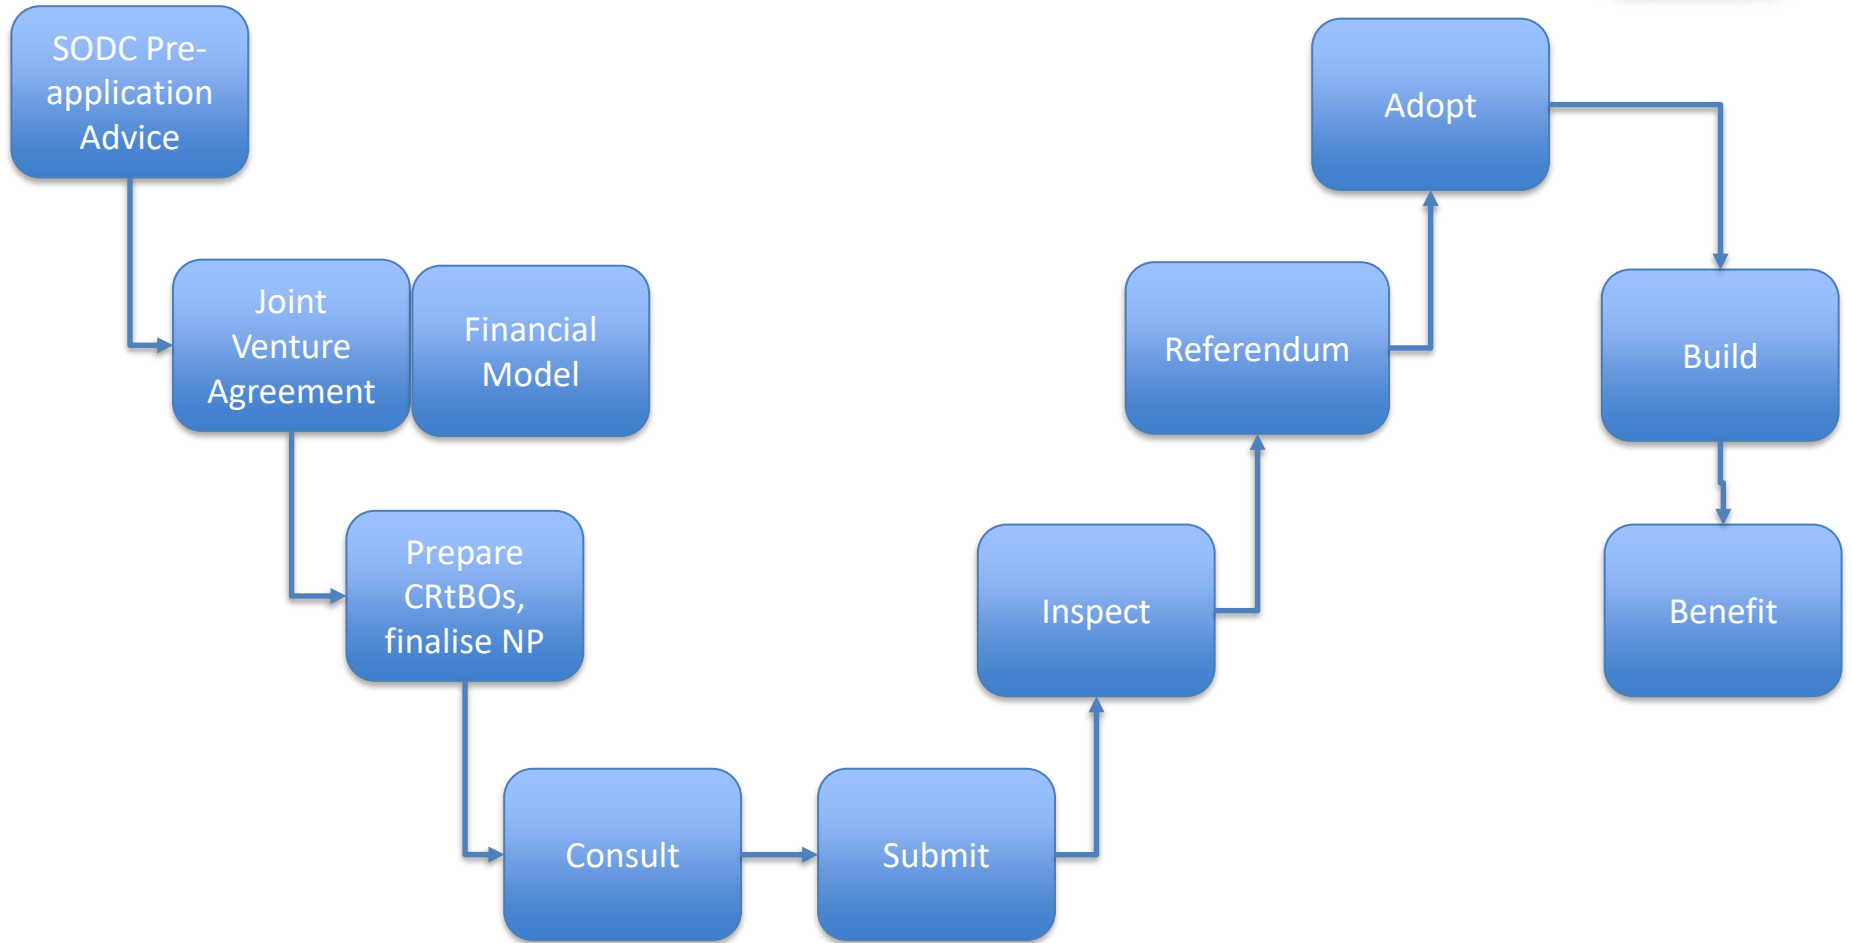 SODC Pre-
application
Advice
Joint
Venture
Agreement
Financial
Model
Prepare
CRtBOs,
finalise NP
Consult
Submit
Inspect
Referendum
Adopt
Build
Benefit